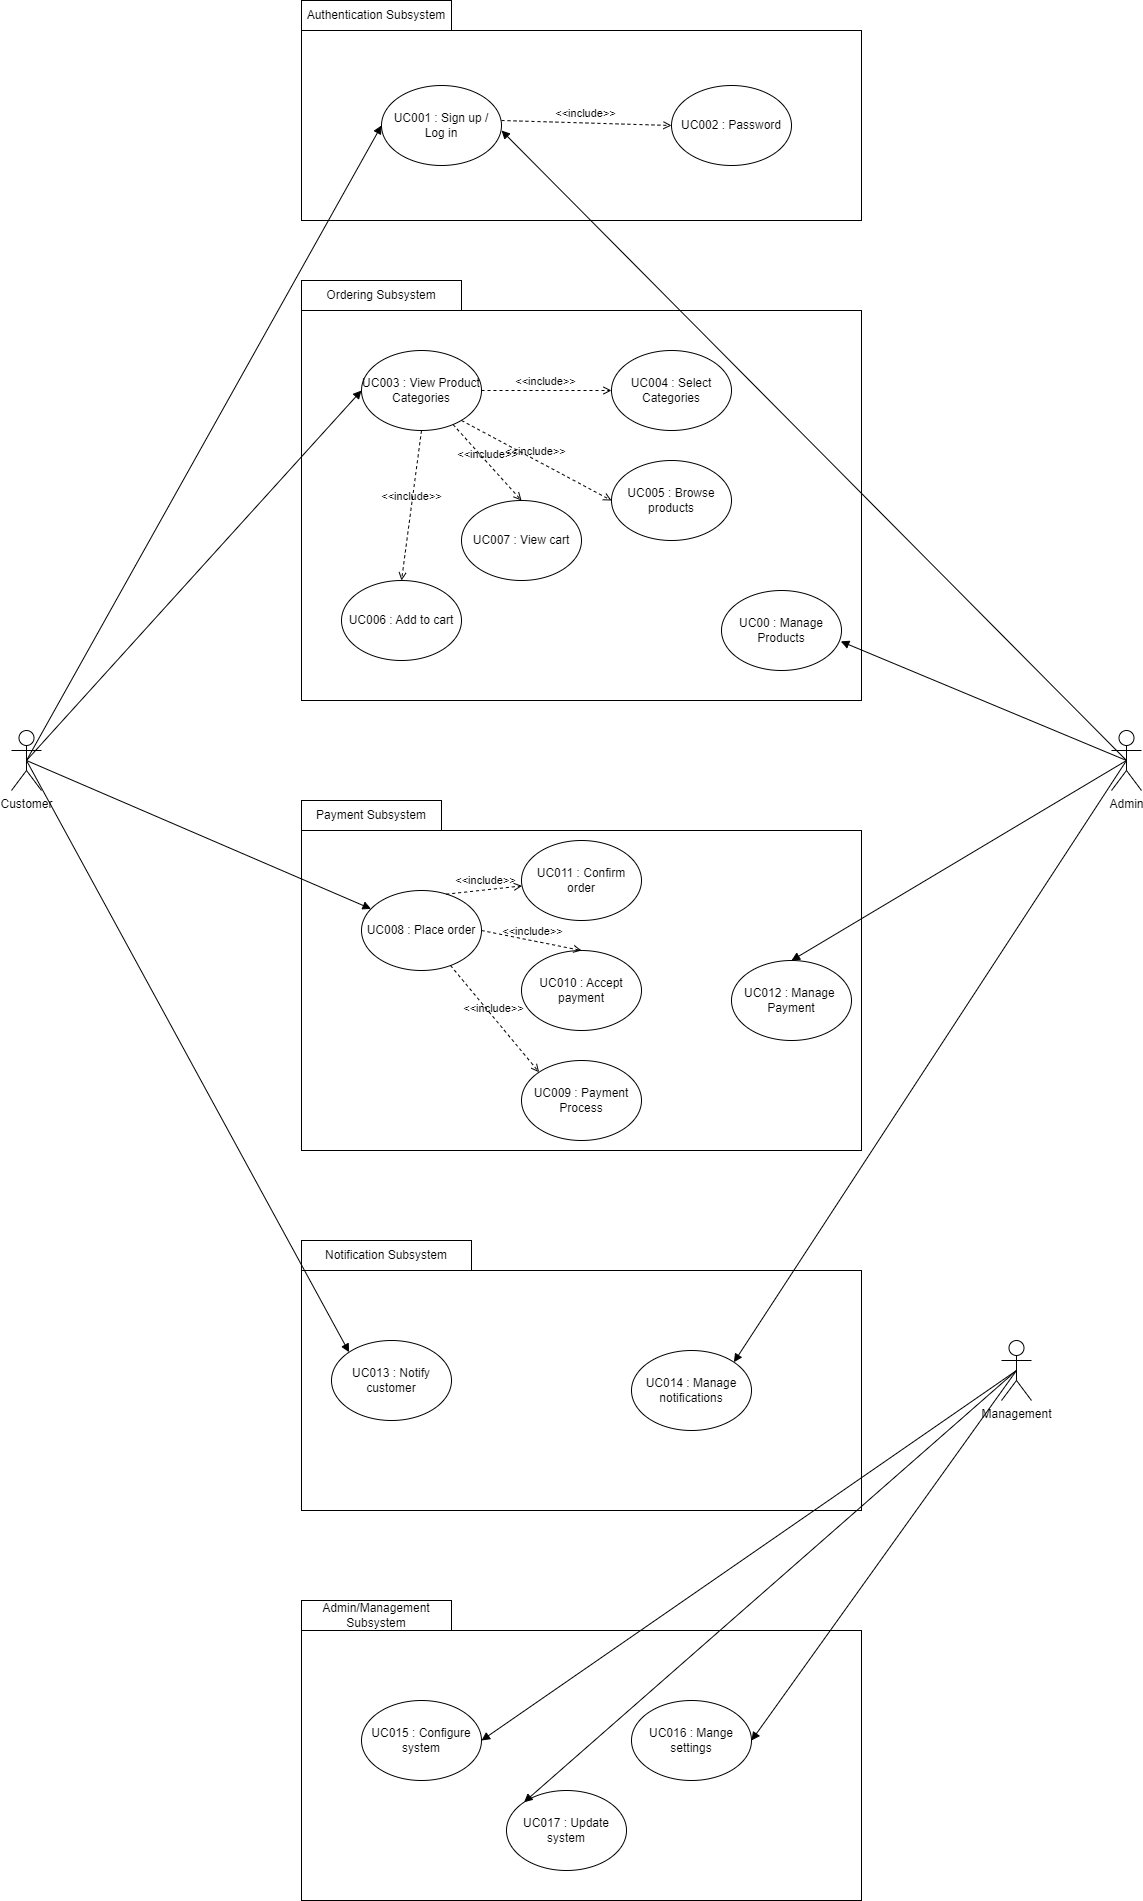 Authentication Subsystem
UC001 : Sign up /
Log in
<<include>>
UC002 : Password
Ordering Subsystem
UC003 : View Product
Categories
<<include>>
UC004 : Select
Categories
<<include>>
<<include>>
<<include>>
UC005 : Browse
products
UC007 : View cart
UC006 : Add to cart
UC00 : Manage
Products
Customer
Admin
Payment Subsystem
UC011 : Confirm
order
<<include>>
UC008 : Place order
<<include>>
UC010 : Accept
payment
<<include>>
UC012 : Manage
Payment
UC009 : Payment
Process
Notification Subsystem
UC013 : Notify
customer
UC014 : Manage
notifications
Management
Admin/Management
Subsystem
UC015 : Configure
system
UC016 : Mange
settings
UC017 : Update
system